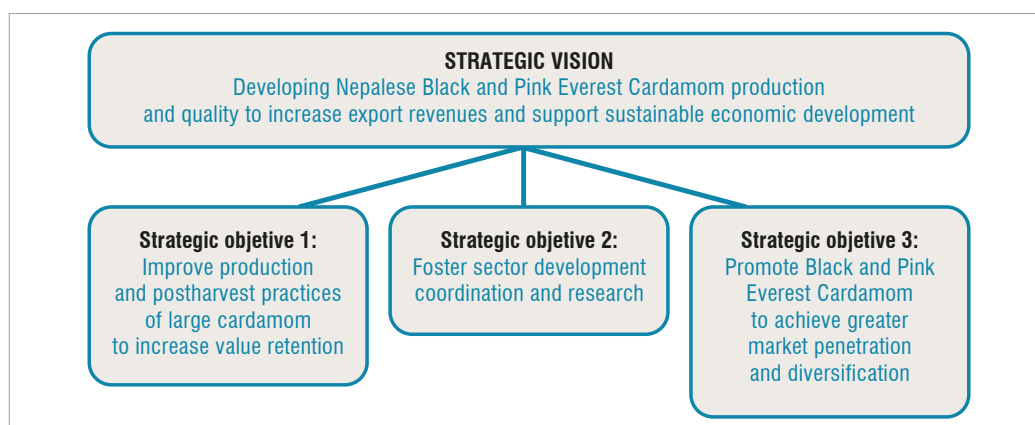 STRATEGIC VISION
Developing Nepalese Black and Pink Everest Cardamom production
and quality to increase export revenues and support sustainable economic development
Strategic objetive 1:
Improve production
and postharvest practices
of large cardamom
to increase value retention
Strategic objetive 2:
Foster sector development
coordination and research
Strategic objetive 3:
Promote Black and Pink
Everest Cardamom
to achieve greater
market penetration
and diversification